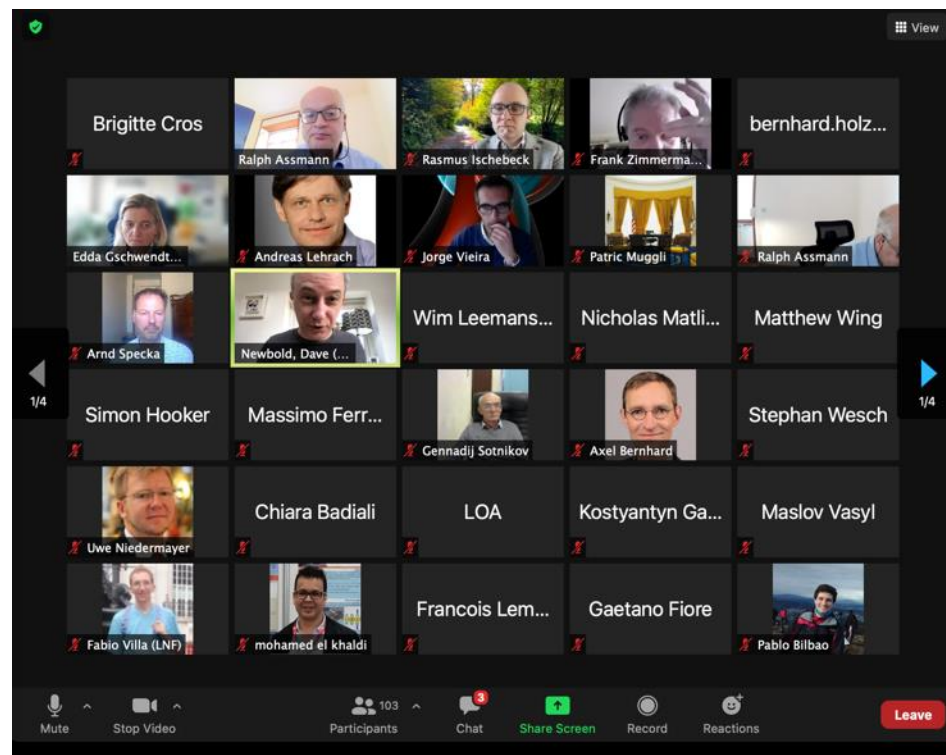 View
Brigitte Cros
Ralph Assmann
Rasmus Ischebeck
Frank Zimmerma...
bernhard.holz...
Edda Gschwendt...
Andreas Lehrach
Jorge Vieira
Patric Muggli
Ralph Assmann
Arnd Specka
Newbold, Dave (...
Wim Leemans...
Nicholas Matli...
Matthew Wing
1/4
1/4
Simon Hooker
Massimo Ferr...
Gennadij Sotnikov
Axel Bernhard
Stephan Wesch
Uwe Niedermayer
Chiara Badiali
LOA
Kostyantyn Ga...
Maslov Vasyl
Fabio Villa (LNF)
mohamed el khaldi
Francois Lem...
Gaetano Fiore
Pablo Bilbao
Mute
Stop Video
103
Participants
3
Chat
Share Screen
Record
Reactions
Leave